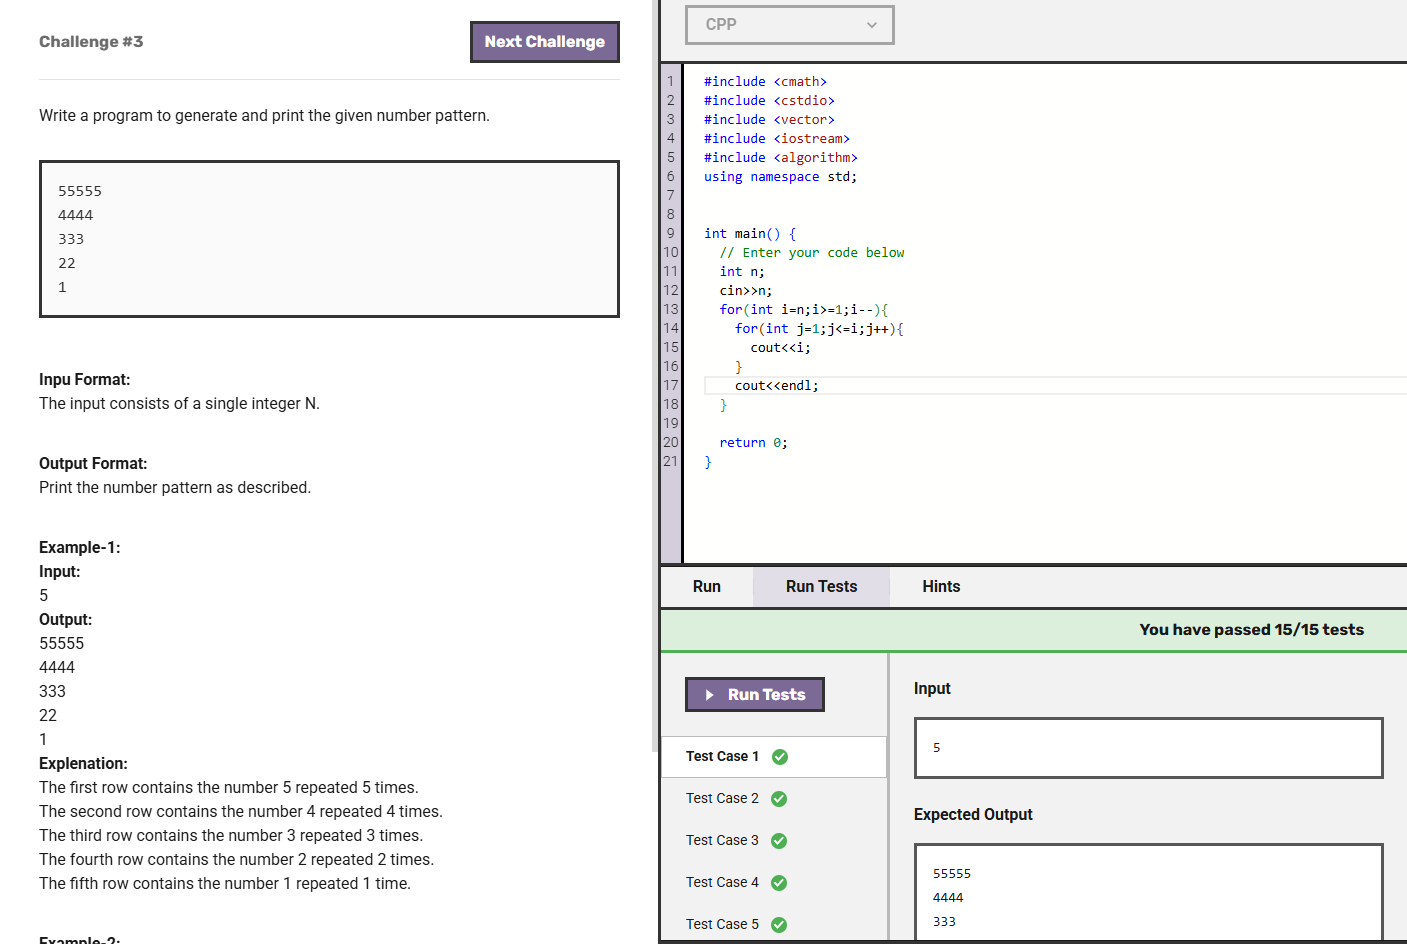 Challenge #3
Next Challenge
Write a program to generate and print the given number pattern.
55555
4444
333
22
1
Inpu Format:
The input consists of a single integer N.
Output Format:
Print the number pattern as described.
Example-1:
Input:
5
Output:
55555
4444
333
22
1
Explenation:
The first row contains the number 5 repeated 5 times.
The second row contains the number 4 repeated 4 times.
The third row contains the number 3 repeated 3 times.
The fourth row contains the number 2 repeated 2 times.
The fifth row contains the number 1 repeated 1 time.
Example-2:
CPP
1 #include <cmath>
2 #include <cstdio>
3 #include <vector>
4 #include <iostream>
5 #include <algorithm>
6 using namespace std;
7
8
9 int main() {
10 // Enter your code below
11 int n;
12 cin>>n;
13 for(int i=n;i>=1;i--){
14 for(int j=1;j<=i;j++){
15 cout<<i;
16 }
17 cout<<endl;
18 }
19
20 return 0;
21 }
Run
Run Tests
Hints
You have passed 15/15 tests
Run Tests
Test Case 1
Test Case 2
Test Case 3
Test Case 4
Test Case 5
Input
5
Expected Output
55555
4444
333